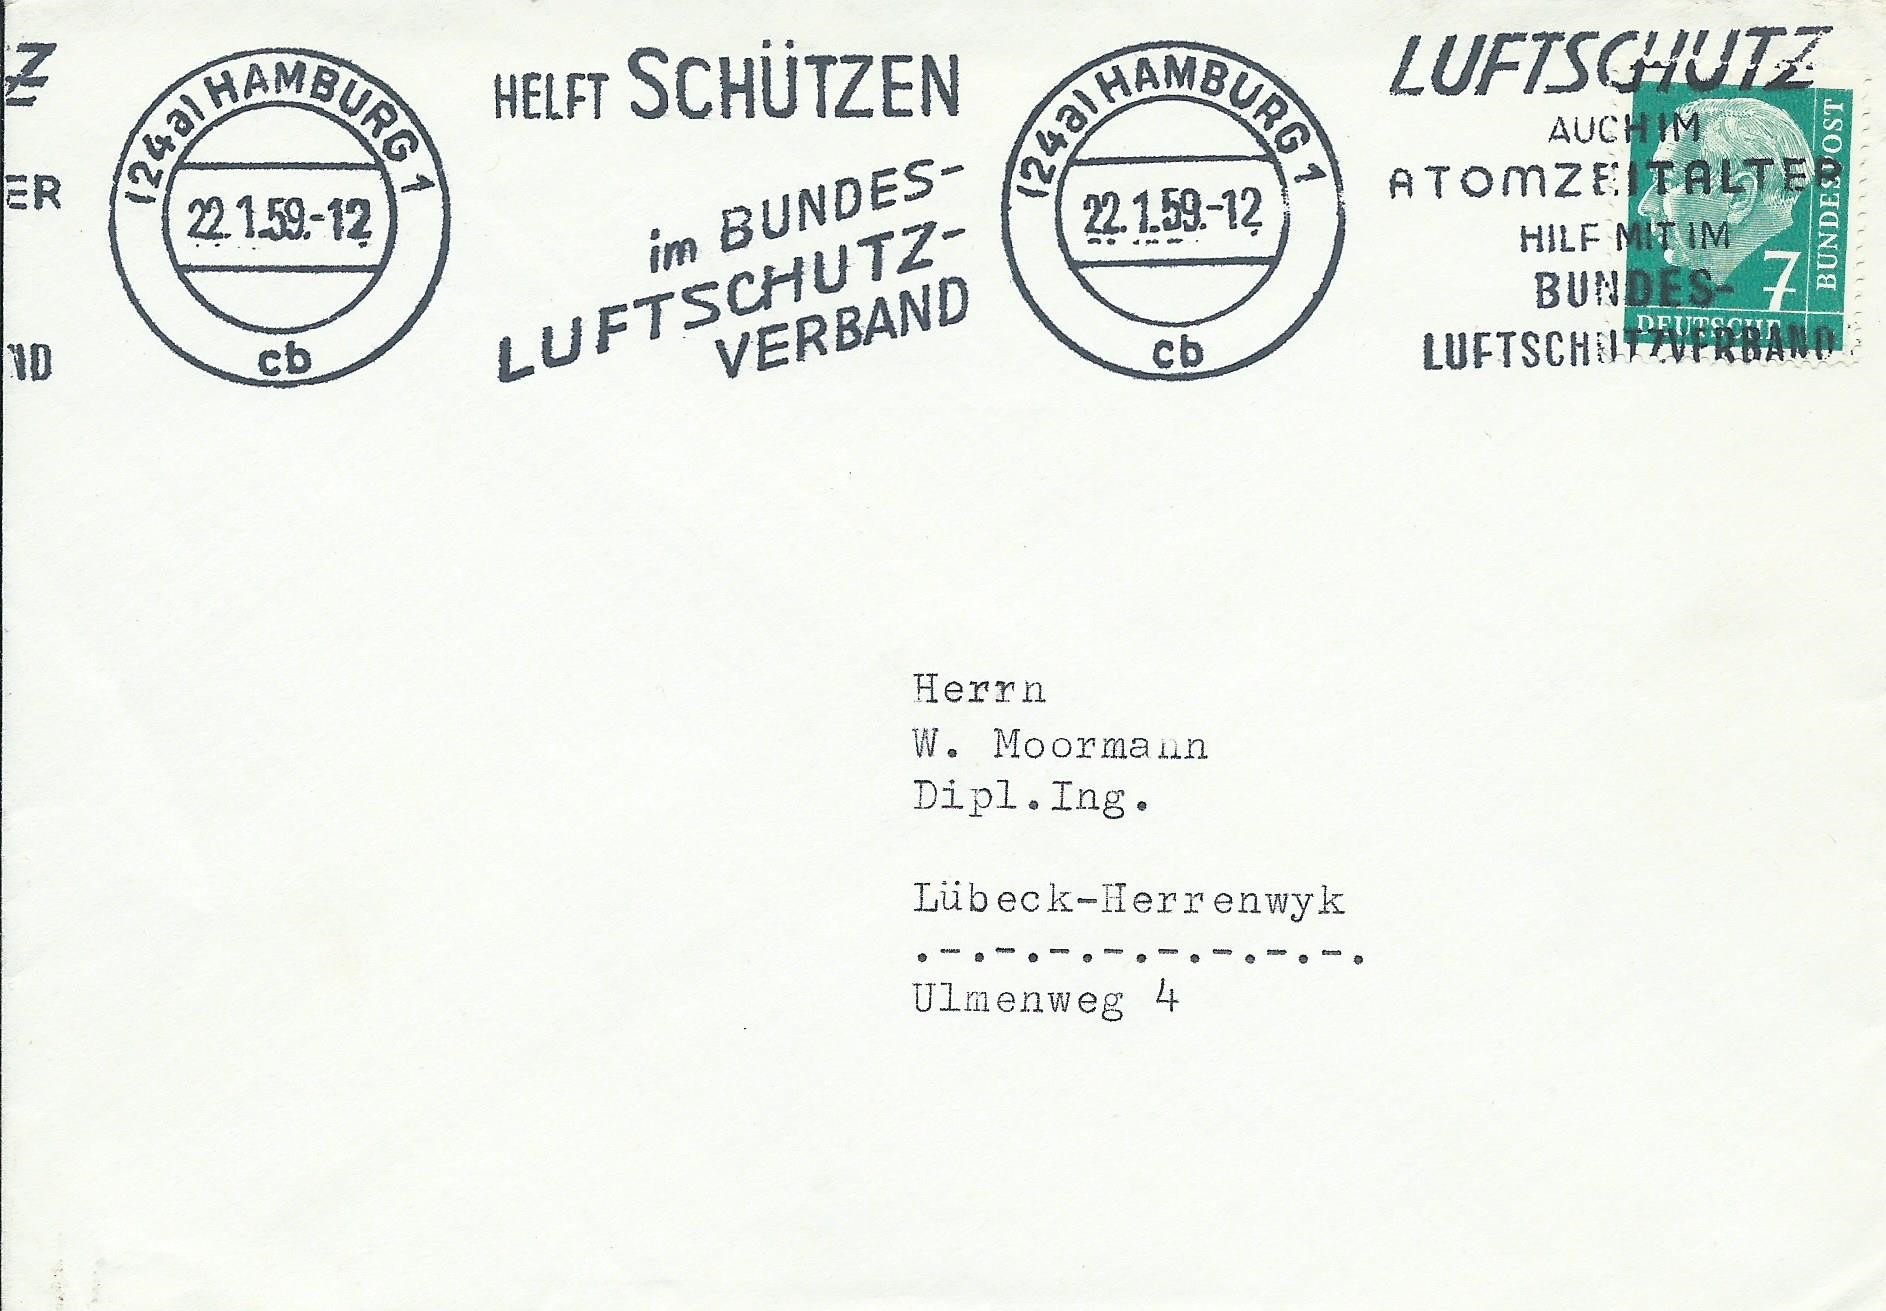 Z
ER
ND
(24a) HAMBURG 1
22.1.59.-12
cb
HELFT SCHÜTZEN
im BUNDES-
LUFTSCHUTZ-
VERBAND
(24a) HAMBURG 1
22.1.59.-12
cb
LUFTSCHUTZ
AUCH IM
ATOMZEITALTER
HILF MIT IM
BUNDES-
LUFTSCHUTZVERBAND
7
DEUTSCHE
BUNDESPOST
Herrn
W. Moormann
Dipl.Ing.
Lübeck-Herrenwyk
.-.-.-.-.-.-.-.-.
Ulmenweg 4